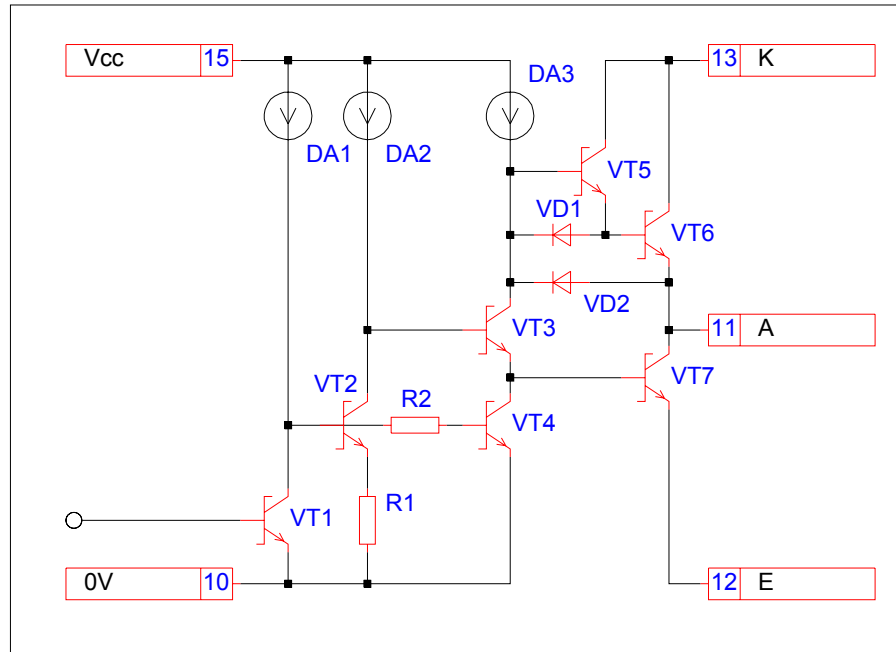 Vcc 15
13 K
DA3
DA1
DA2
VT5
VD1
VT6
VD2
VT3
11 A
VT2
VT7
R2
VT4
R1
VT1
0V 10
12 E